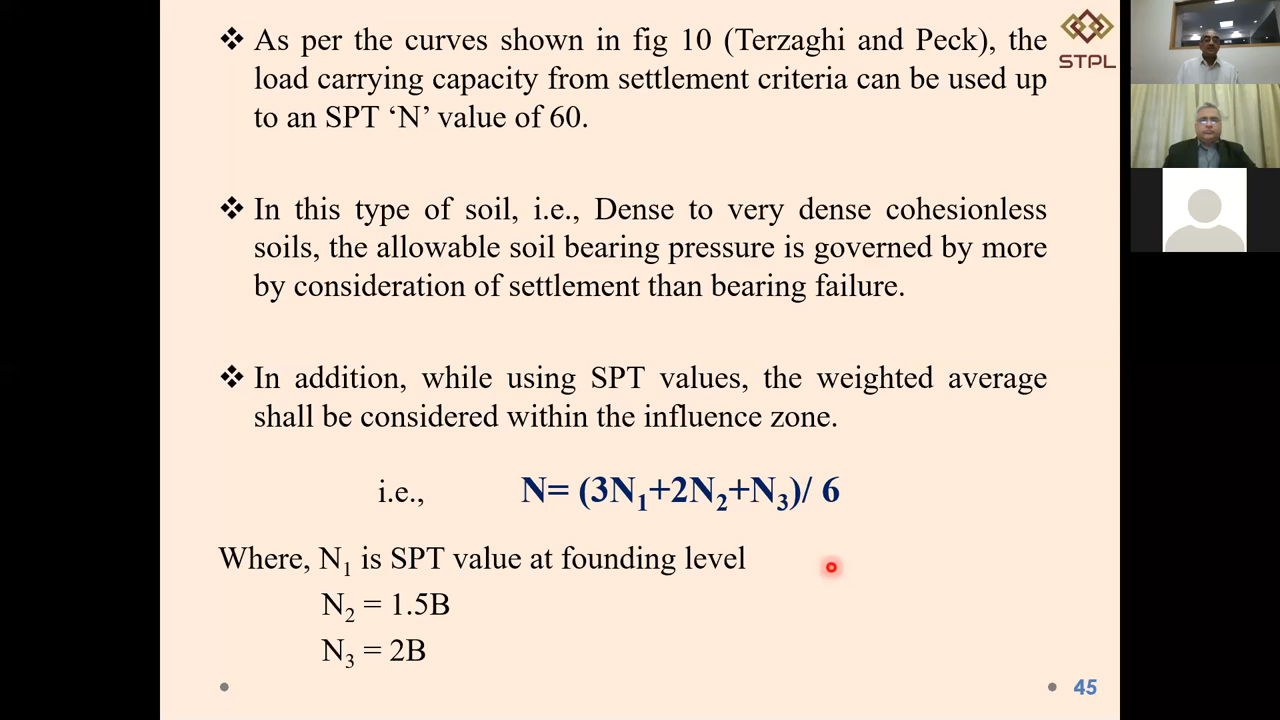 ❖ As per the curves shown in fig 10 (Terzaghi and Peck), the
load carrying capacity from settlement criteria can be used up
to an SPT ‘N’ value of 60.
STPL
❖ In this type of soil, i.e., Dense to very dense cohesionless
soils, the allowable soil bearing pressure is governed by more
by consideration of settlement than bearing failure.
❖ In addition, while using SPT values, the weighted average
shall be considered within the influence zone.
i.e., N= (3N₁+2N₂+N₃)/ 6
Where, N₁ is SPT value at founding level
N₂ = 1.5B
N₃ = 2B
45